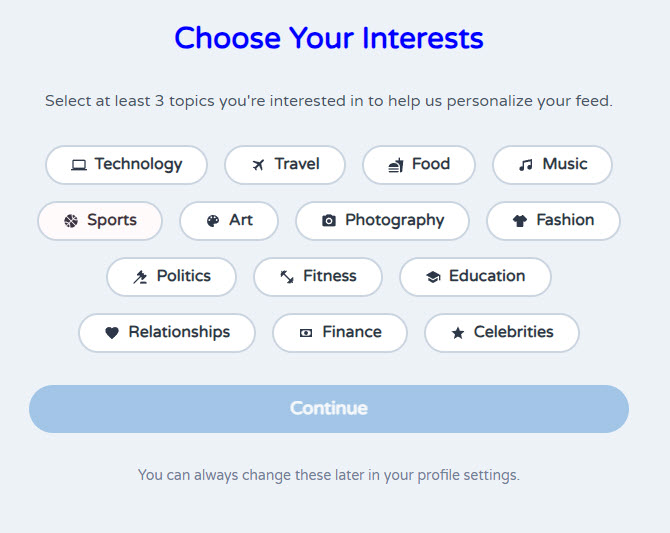 Choose Your Interests
Select at least 3 topics you're interested in to help us personalize your feed.
Technology Travel Food Music
Sports Art Photography Fashion
Politics Fitness Education
Relationships Finance Celebrities
Continue
You can always change these later in your profile settings.